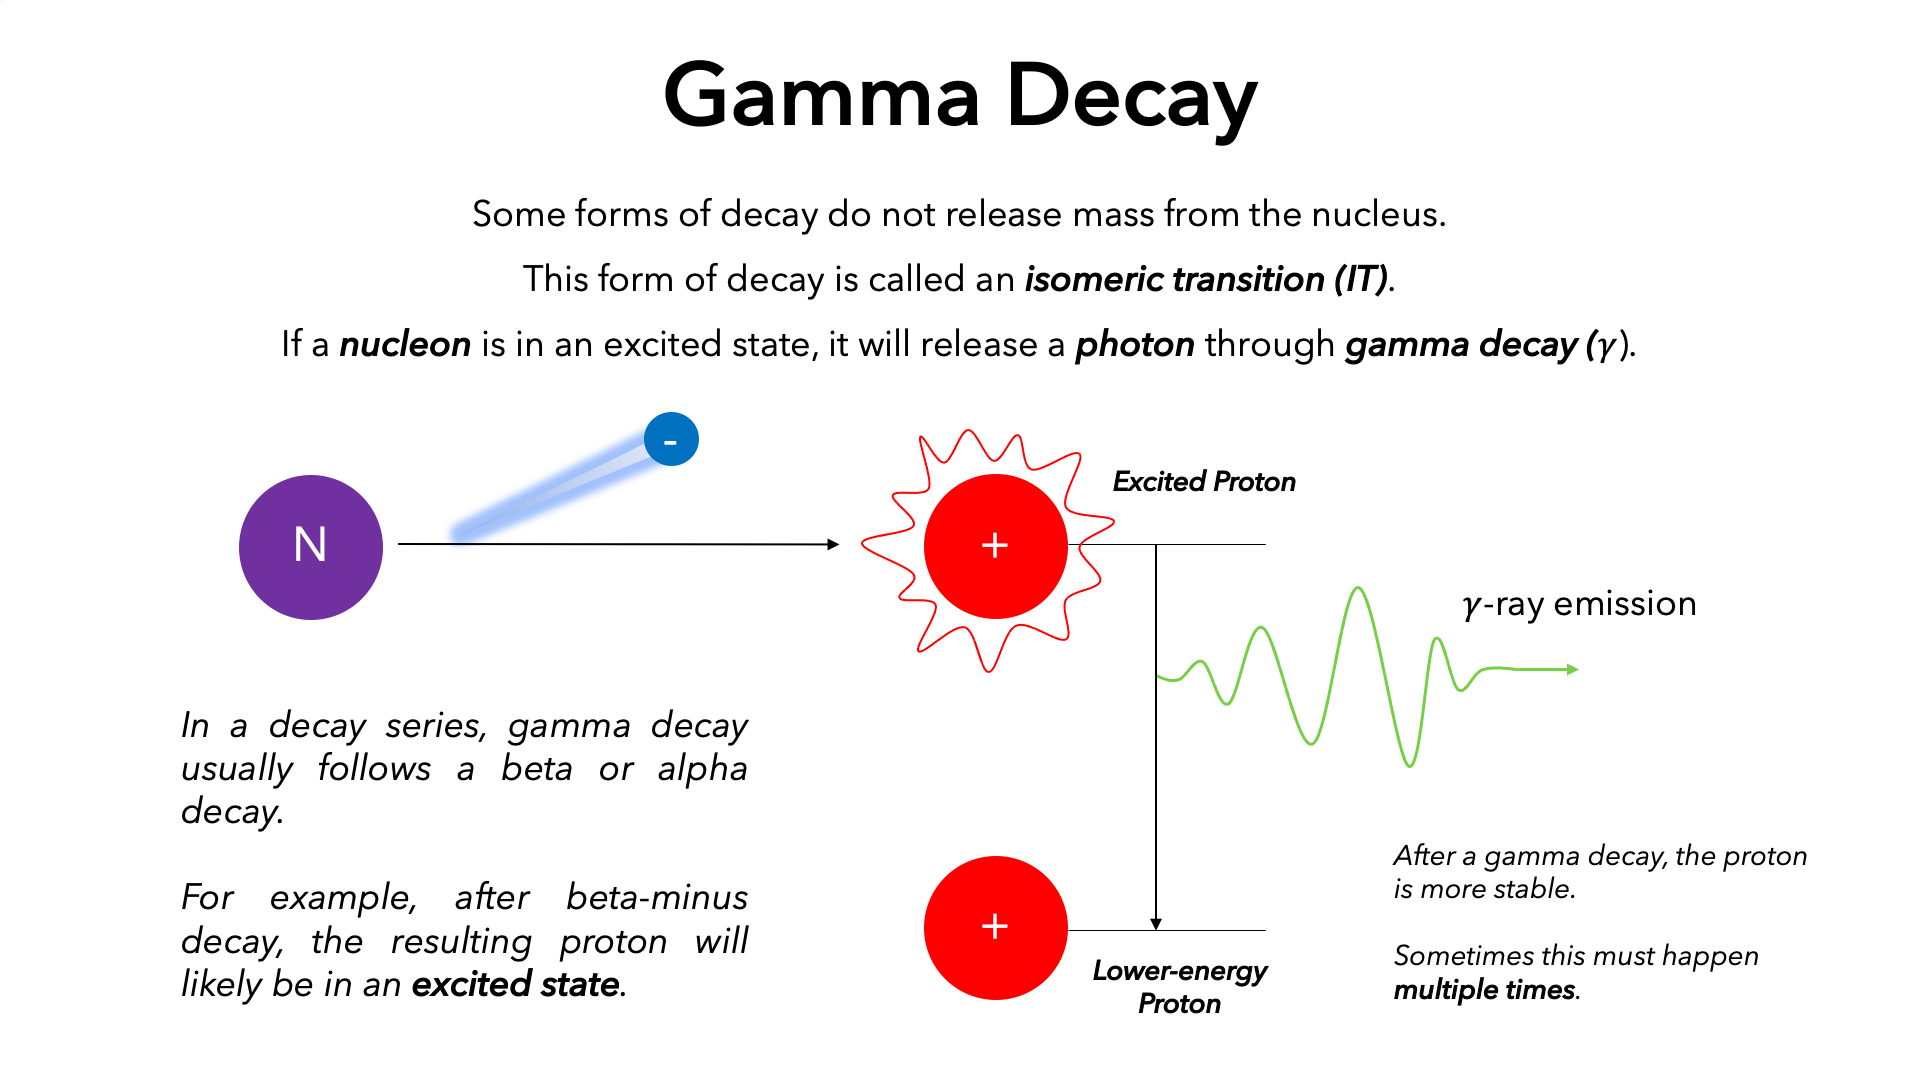 Gamma Decay
Some forms of decay do not release mass from the nucleus.
This form of decay is called an isomeric transition (IT).
If a nucleon is in an excited state, it will release a photon through gamma decay (γ).
-
N
+
Excited Proton
γ-ray emission
In a decay series, gamma decay
usually follows a beta or alpha
decay.
For example, after beta-minus
decay, the resulting proton will
likely be in an excited state.
+
Lower-energy
Proton
After a gamma decay, the proton
is more stable.
Sometimes this must happen
multiple times.